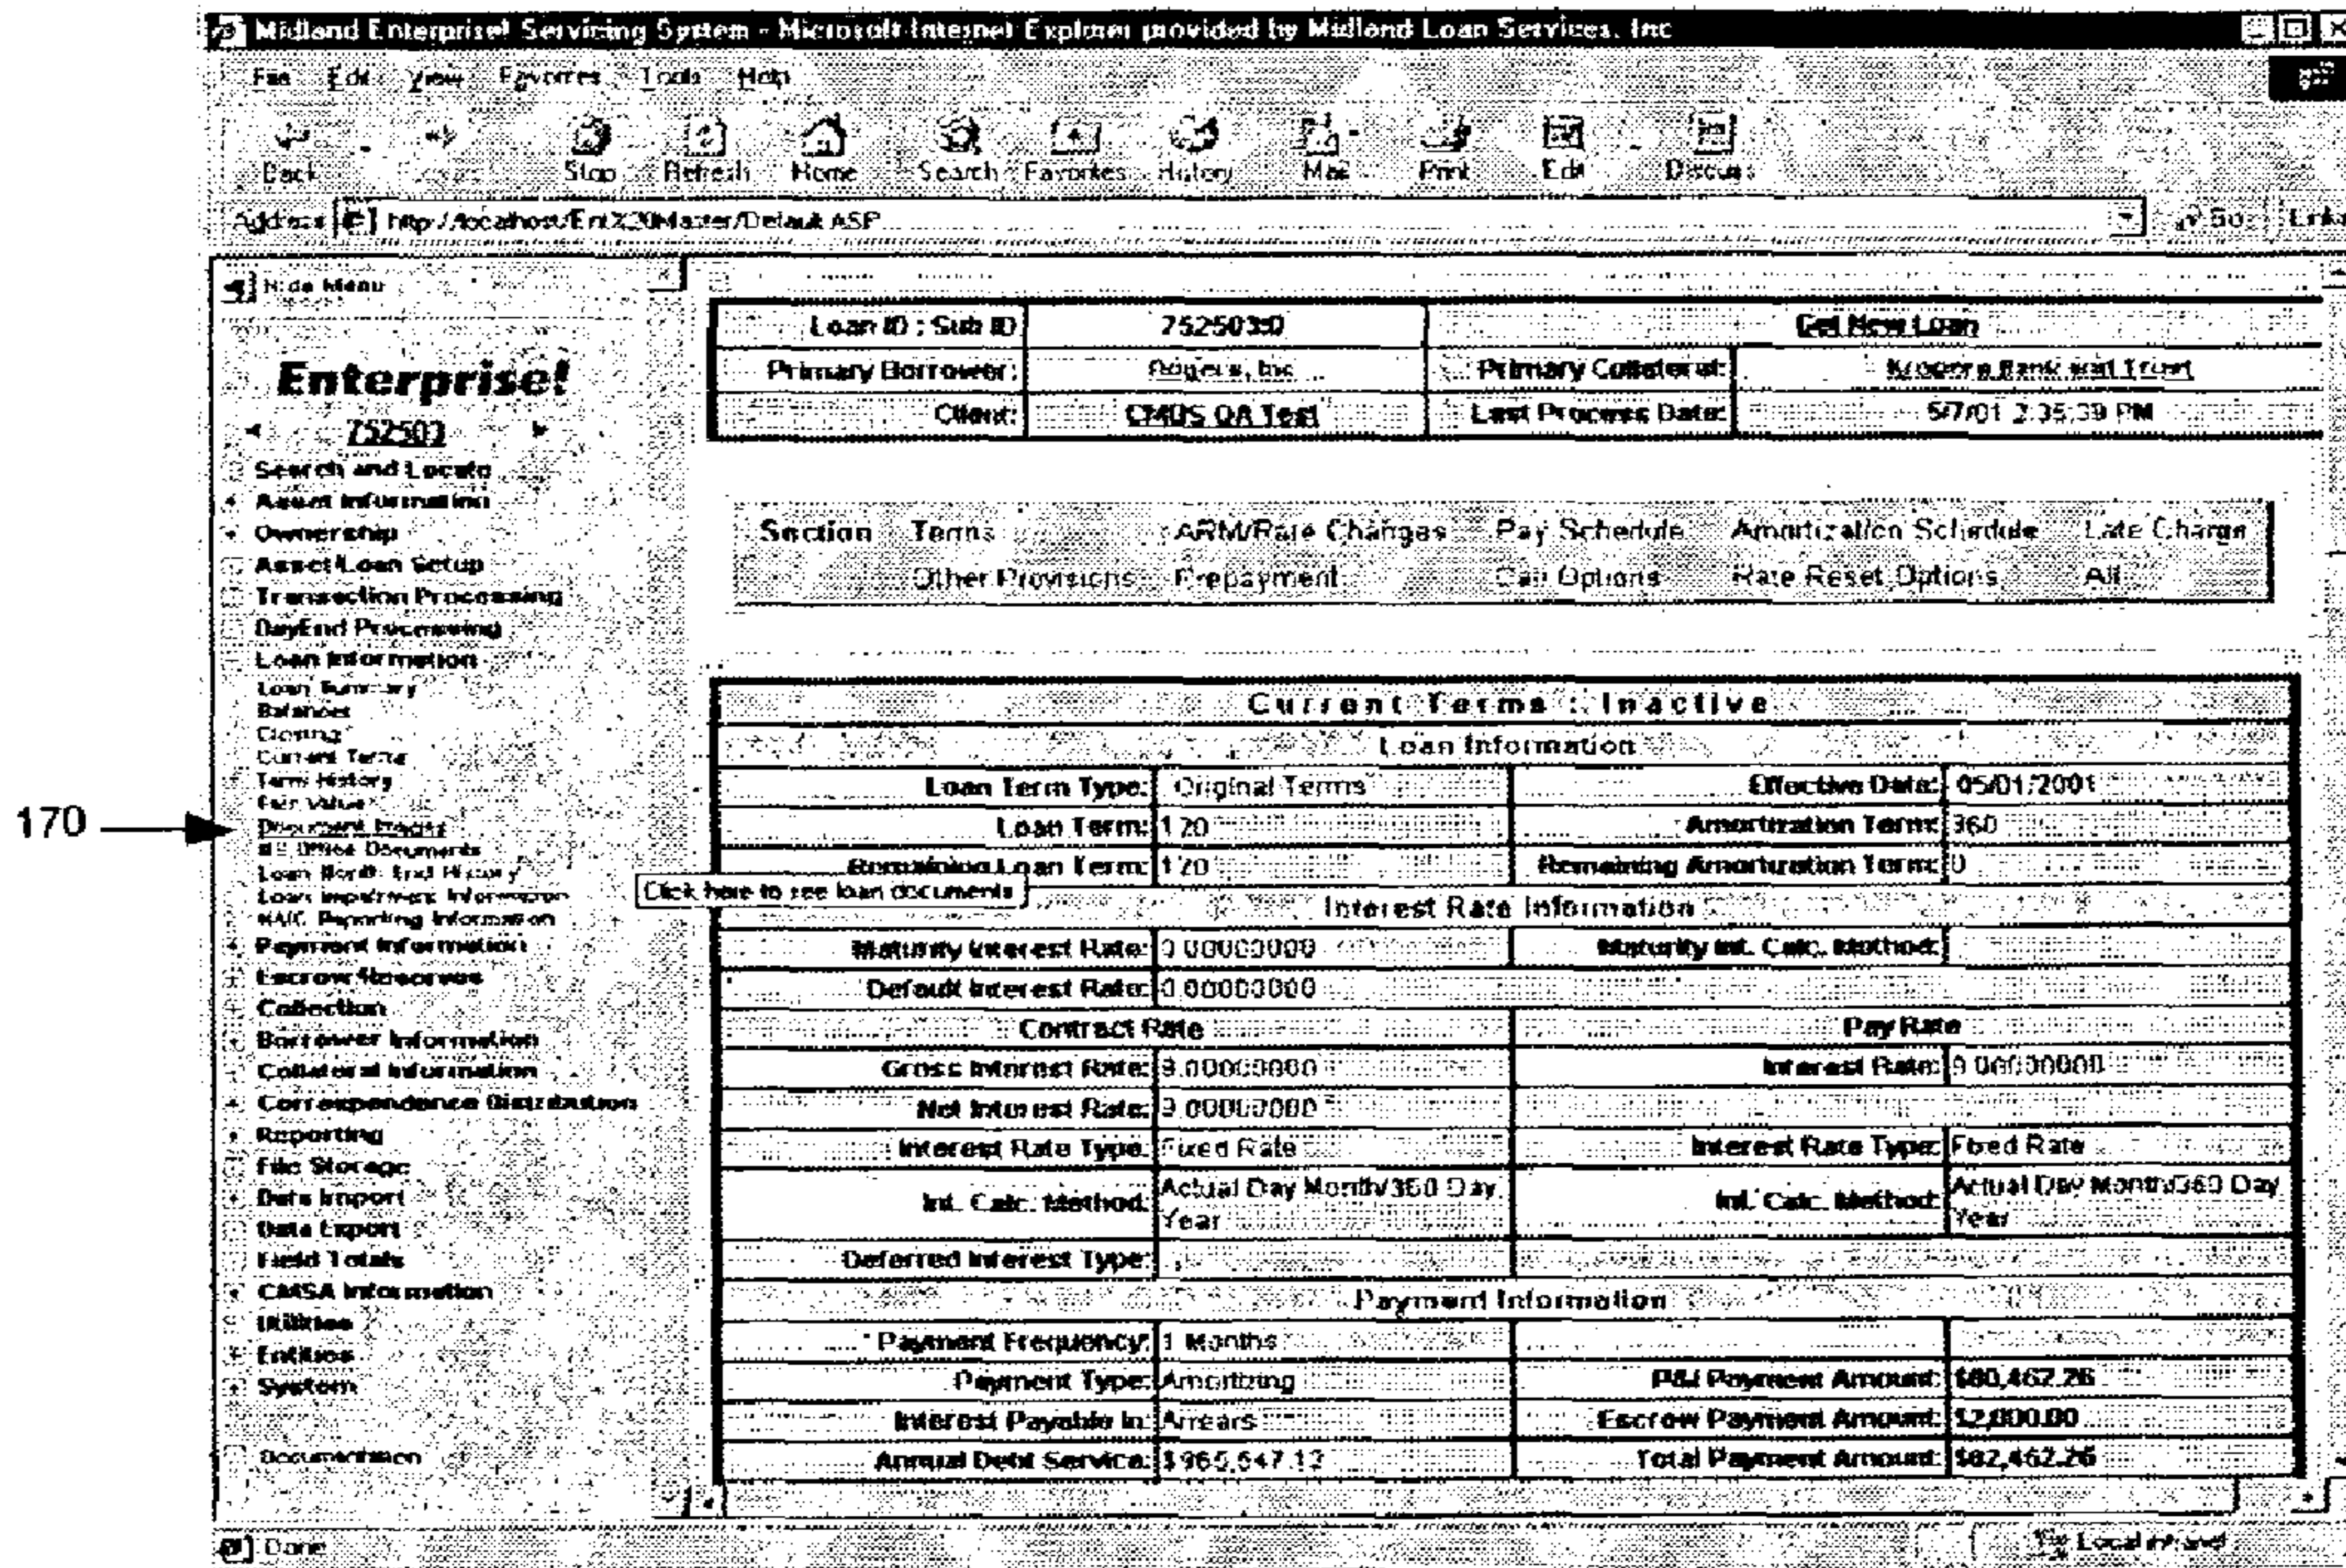 Midland Enterprise! Servicing System - Microsoft Internet Explorer provided by Midland Loan Services, Inc
File Edit View Favorites Tools Help
Back Stop Refresh Home Search Favorites History Mail Print Edit Discuss
Address http://localhost/Ent%20Master/Default.ASP Go Links
Hide Menu
Enterprise!
752503
Search and Locate
Asset Information
Ownership
Asset/Loan Setup
Transaction Processing
DayEnd Processing
Loan Information
Loan Summary
Balances
Closing
Current Terms
Term History
Fair Value
170
Document Images
MS Office Documents
Loan Month End History
Loan Impairment Information
NAIC Reporting Information
Payment Information
Escrow/Reserves
Collection
Borrower Information
Collateral Information
Correspondence Distribution
Reporting
File Storage
Data Import
Data Export
Field Totals
CMSA Information
Utilities
Entities
System
Documentation
Loan ID : Sub ID 752503:0 Get New Loan
Primary Borrower: Rogers, Inc Primary Collateral: Bank and Trust
Client: CMDS QA Test Last Process Date: 5/7/01 2:35:39 PM
Section Terms ARM/Rate Changes Pay Schedule Amortization Schedule Late Charge
Other Provisions Prepayment Call Options Rate Reset Options All
Current Terms : Inactive
Loan Information
Loan Term Type: Original Terms Effective Date: 05/01/2001
Loan Term: 120 Amortization Term: 360
Remaining Loan Term: 120 Remaining Amortization Term: 0
Click here to see loan documents
Interest Rate Information
Maturity Interest Rate: 0.00000000 Maturity Int. Calc. Method:
Default Interest Rate: 0.00000000
Contract Rate Pay Rate
Gross Interest Rate: 9.00000000 Interest Rate: 9.00000000
Net Interest Rate: 9.00000000
Interest Rate Type: Fixed Rate Interest Rate Type: Fixed Rate
Int. Calc. Method: Actual Day Month/360 Day Year Int. Calc. Method: Actual Day Month/360 Day Year
Deferred Interest Type:
Payment Information
Payment Frequency: 1 Months
Payment Type: Amortizing P&I Payment Amount: $80,462.26
Interest Payable In: Arrears Escrow Payment Amount: $2,000.00
Annual Debt Service: $965,547.12 Total Payment Amount: $82,462.26
Done Local intranet